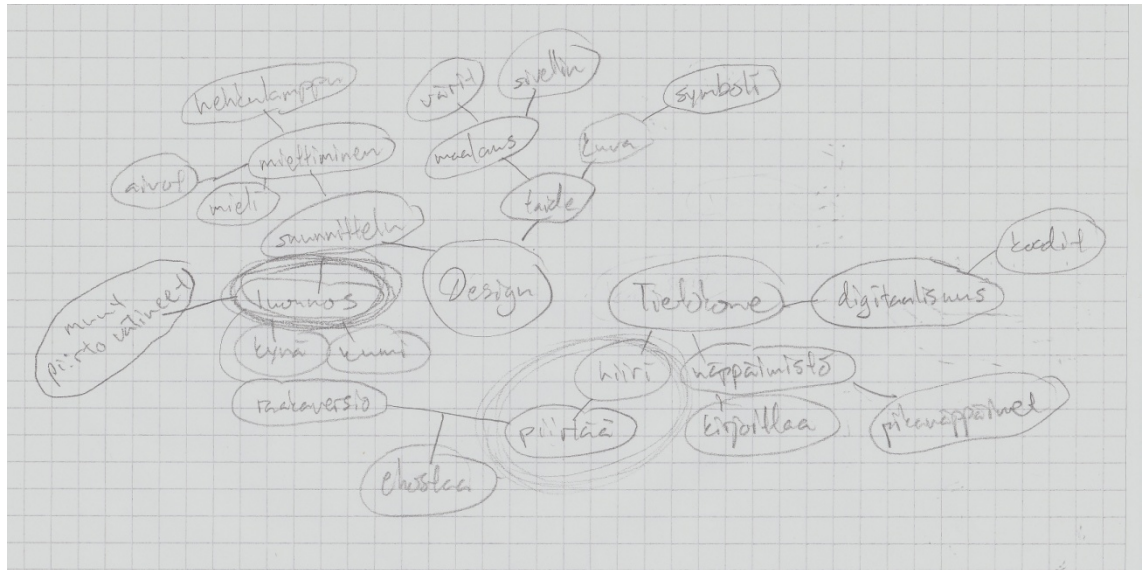 hehkulamppu
värit
sivellin
symboli
miettiminen
maalaus
kuva
aivot
mieli
taide
suunnittelu
koodit
luonnos
Design
Tietokone
digitaalisuus
muut
piirtovälineet
kynä
kumi
hiiri
näppäimistö
raakaversio
piirtää
kirjoittaa
pikanäppäimet
ehostaa